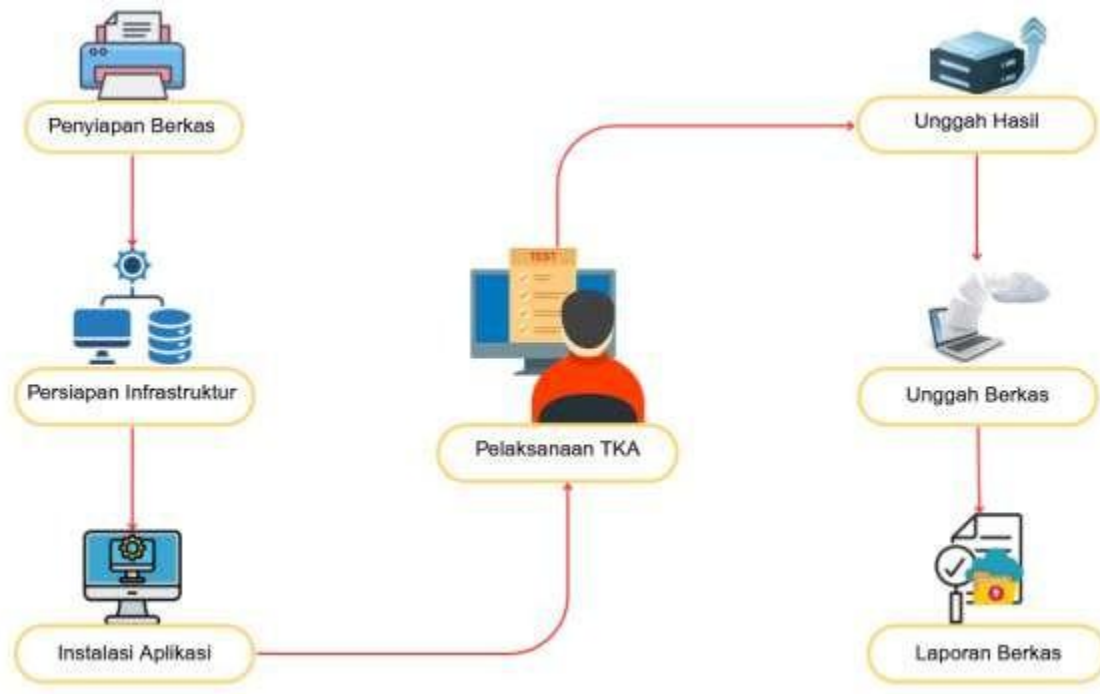 Penyiapan Berkas
Persiapan Infrastruktur
Instalasi Aplikasi
TEST
Pelaksanaan TKA
Unggah Hasil
Unggah Berkas
Laporan Berkas